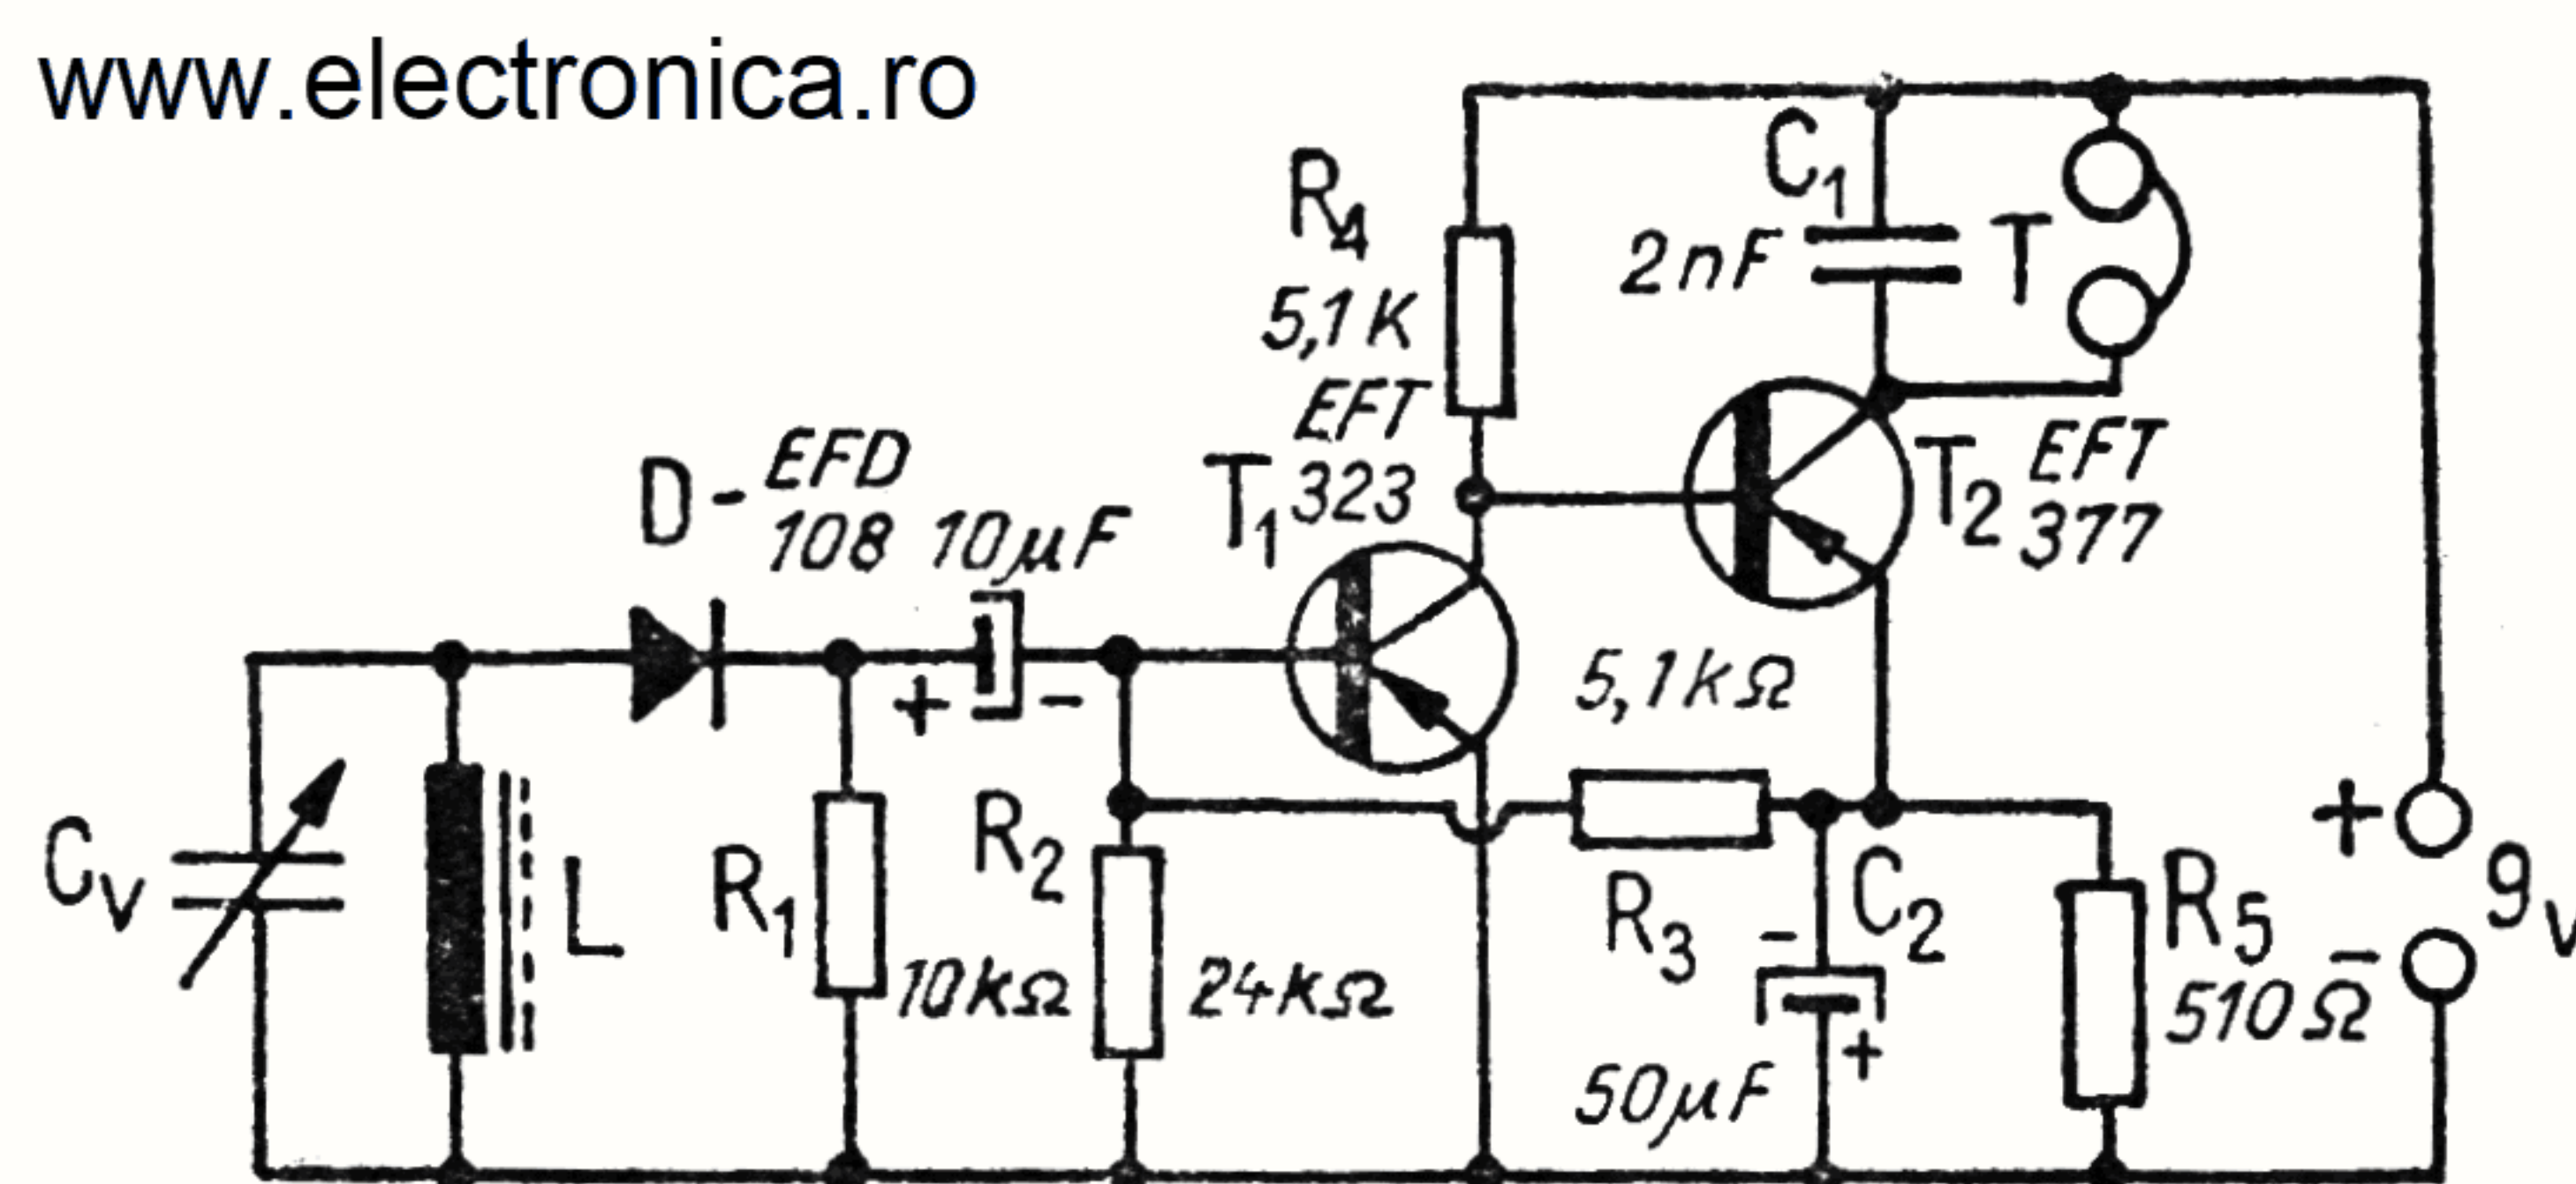 www.electronica.ro
R4
5,1K
C1
2nF
T
D - EFD
108
10µF
T1 EFT
323
T2 EFT
377
+ -
5,1kΩ
Cv
L
R1
10kΩ
R2
24kΩ
R3
C2
-
+
50µF
R5
510Ω
+
9v
-